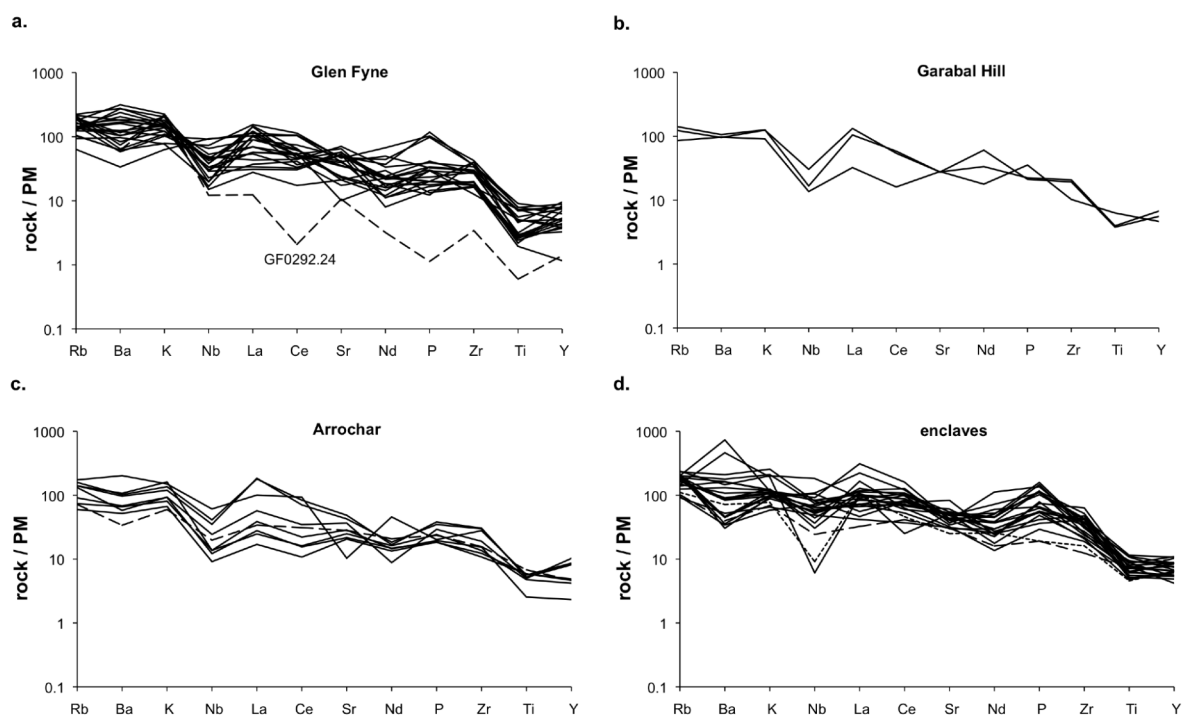 a.
Glen Fyne
rock / PM
1000
100
10
1
0.1
GF0292.24
Rb Ba K Nb La Ce Sr Nd P Zr Ti Y
b.
Garabal Hill
rock / PM
1000
100
10
1
0.1
Rb Ba K Nb La Ce Sr Nd P Zr Ti Y
c.
Arrochar
rock / PM
1000
100
10
1
0.1
Rb Ba K Nb La Ce Sr Nd P Zr Ti Y
d.
enclaves
rock / PM
1000
100
10
1
0.1
Rb Ba K Nb La Ce Sr Nd P Zr Ti Y